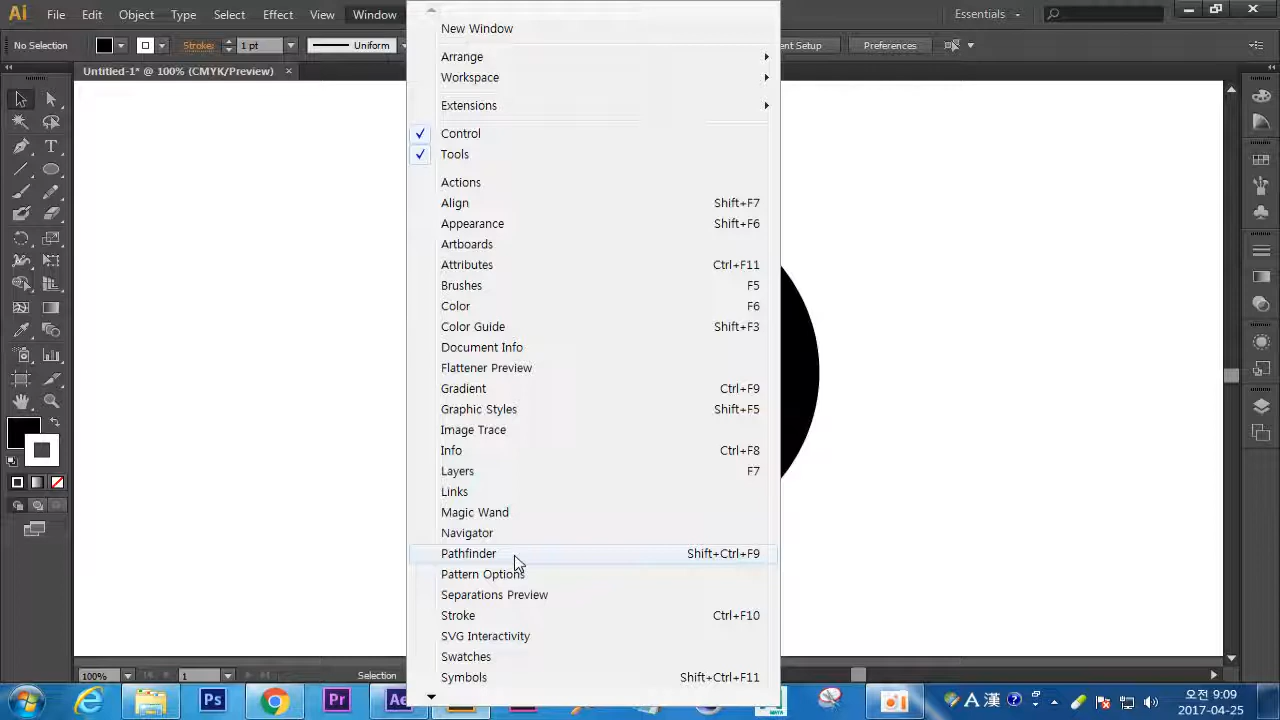 Ai File Edit Object Type Select Effect View Window Essentials
No Selection Stroke: 1 pt Uniform Preferences
Untitled-1* @ 100% (CMYK/Preview) ×
New Window
Arrange
Workspace
Extensions
Control
Tools
Actions
Align Shift+F7
Appearance Shift+F6
Artboards
Attributes Ctrl+F11
Brushes F5
Color F6
Color Guide Shift+F3
Document Info
Flattener Preview
Gradient Ctrl+F9
Graphic Styles Shift+F5
Image Trace
Info Ctrl+F8
Layers F7
Links
Magic Wand
Navigator
Pathfinder Shift+Ctrl+F9
Pattern Options
Separations Preview
Stroke Ctrl+F10
SVG Interactivity
Swatches
Symbols Shift+Ctrl+F11
100% 1 Selection
Ps Pr Ae A 漢 오전 9:09
2017-04-25